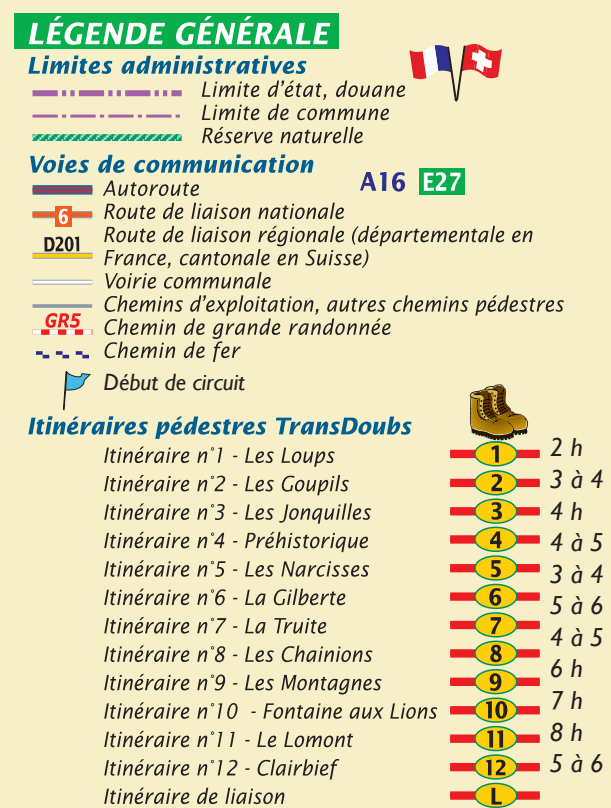 LÉGENDE GÉNÉRALE
Limites administratives
Limite d'état, douane
Limite de commune
Réserve naturelle
Voies de communication
Autoroute A16 E27
6 Route de liaison nationale
D201 Route de liaison régionale (départementale en
France, cantonale en Suisse)
Voirie communale
Chemins d'exploitation, autres chemins pédestres
GR5 Chemin de grande randonnée
Chemin de fer
Début de circuit
Itinéraires pédestres TransDoubs
Itinéraire n°1 - Les Loups 1
Itinéraire n°2 - Les Goupils 2
Itinéraire n°3 - Les Jonquilles 3
Itinéraire n°4 - Préhistorique 4
Itinéraire n°5 - Les Narcisses 5
Itinéraire n°6 - La Gilberte 6
Itinéraire n°7 - La Truite 7
Itinéraire n°8 - Les Chainions 8
Itinéraire n°9 - Les Montagnes 9
Itinéraire n°10 - Fontaine aux Lions 10
Itinéraire n°11 - Le Lomont 11
Itinéraire n°12 - Clairbief 12
Itinéraire de liaison L
2 h
3 à 4
4 h
4 à 5
3 à 4
5 à 6
4 à 5
6 h
7 h
8 h
5 à 6